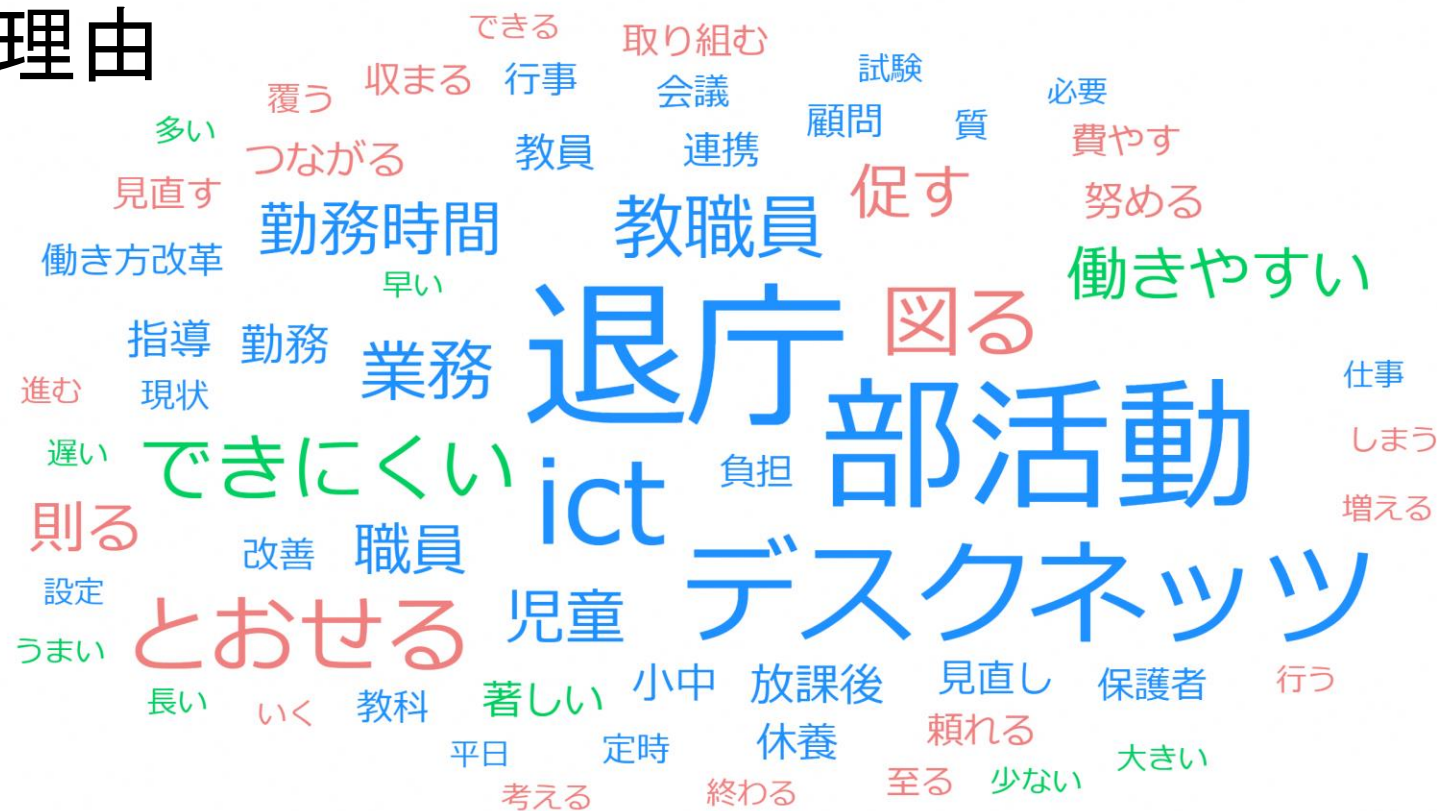 理由
できる
取り組む
覆う
収まる
行事
会議
試験
必要
多い
つながる
教員
連携
顧問
質
費やす
見直す
勤務時間
教職員
促す
努める
働き方改革
早い
働きやすい
指導
勤務
業務
退庁
図る
進む
現状
仕事
遅い
できにくい
ict
負担
部活動
しまう
則る
改善
職員
増える
設定
デスクネッツ
うまい
とおせる
児童
長い
いく
教科
著しい
小中
放課後
見直し
保護者
行う
平日
定時
休養
頼れる
大きい
考える
終わる
至る
少ない